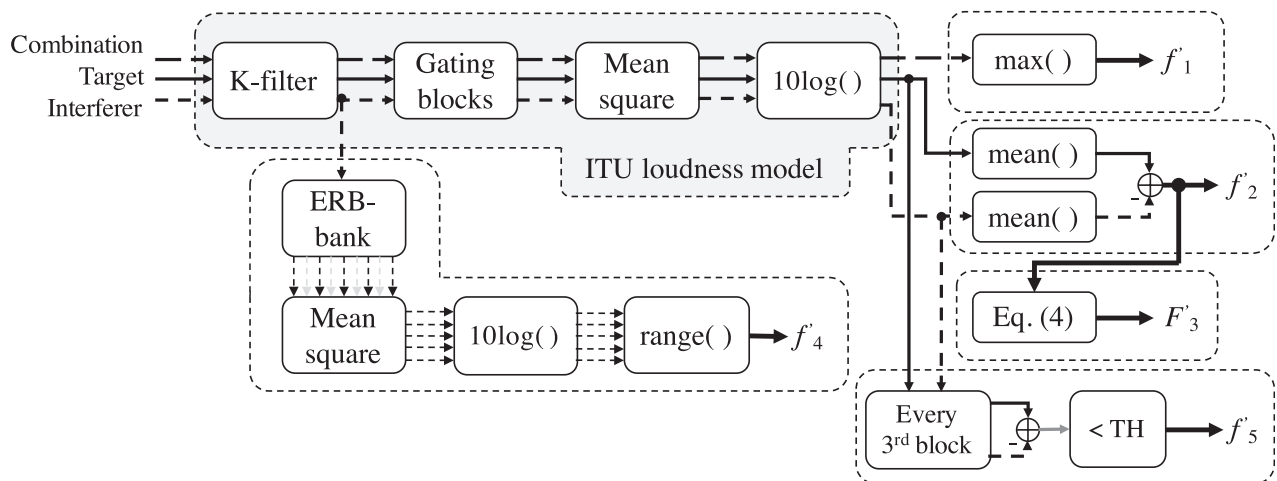 Combination
Target
Interferer
K-filter
Gating
blocks
Mean
square
10log( )
max( )
f'1
ITU loudness model
mean( )
mean( )
-
f'2
ERB-
bank
Mean
square
10log( )
range( )
f'4
Eq. (4)
F'3
Every
3rd block
-
< TH
f'5